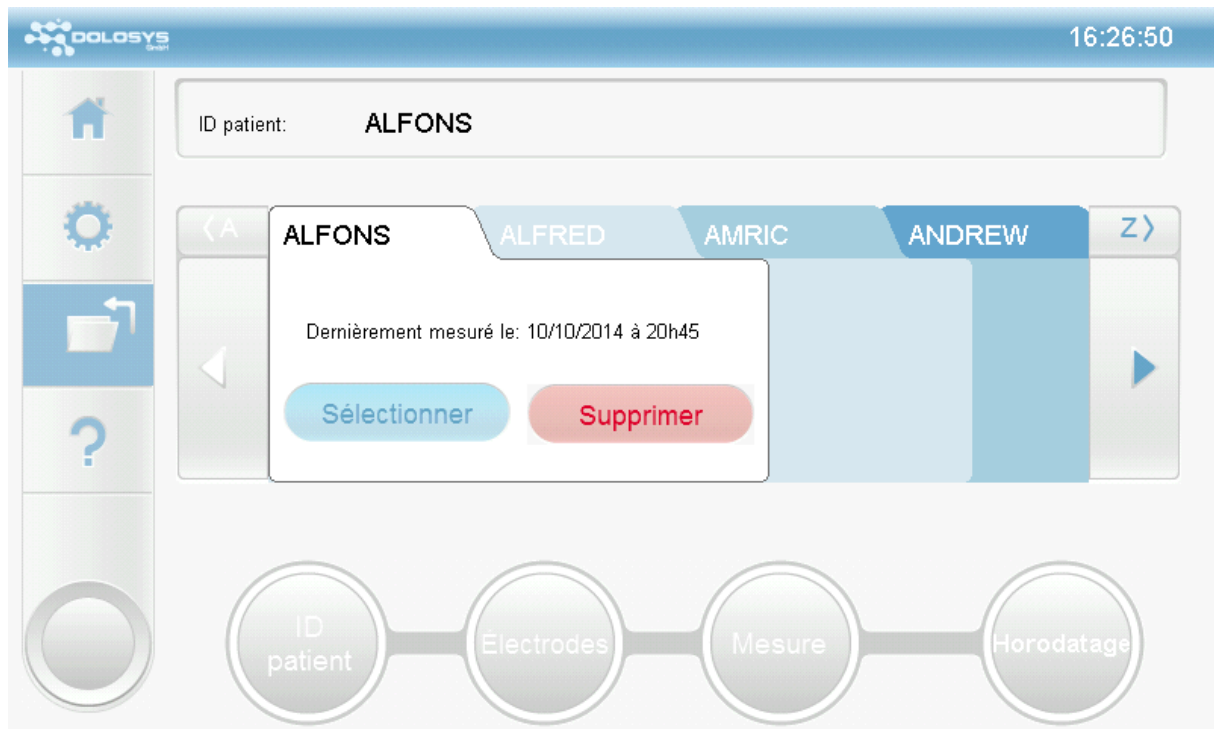 DOLOSYS
GmbH
16:26:50
ID patient: ALFONS
〈A ALFONS ALFRED AMRIC ANDREW Z〉
Dernièrement mesuré le: 10/10/2014 à 20h45
Sélectionner Supprimer
?
ID
patient
Électrodes
Mesure
Horodatage